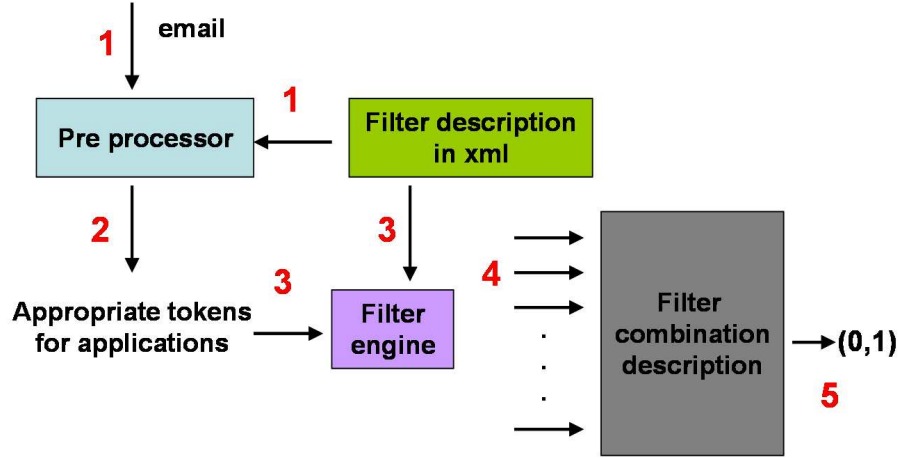 1
email
1
Pre processor
Filter description
in xml
2
3
3
4
Appropriate tokens
for applications
Filter
engine
Filter
combination
description
(0,1)
5